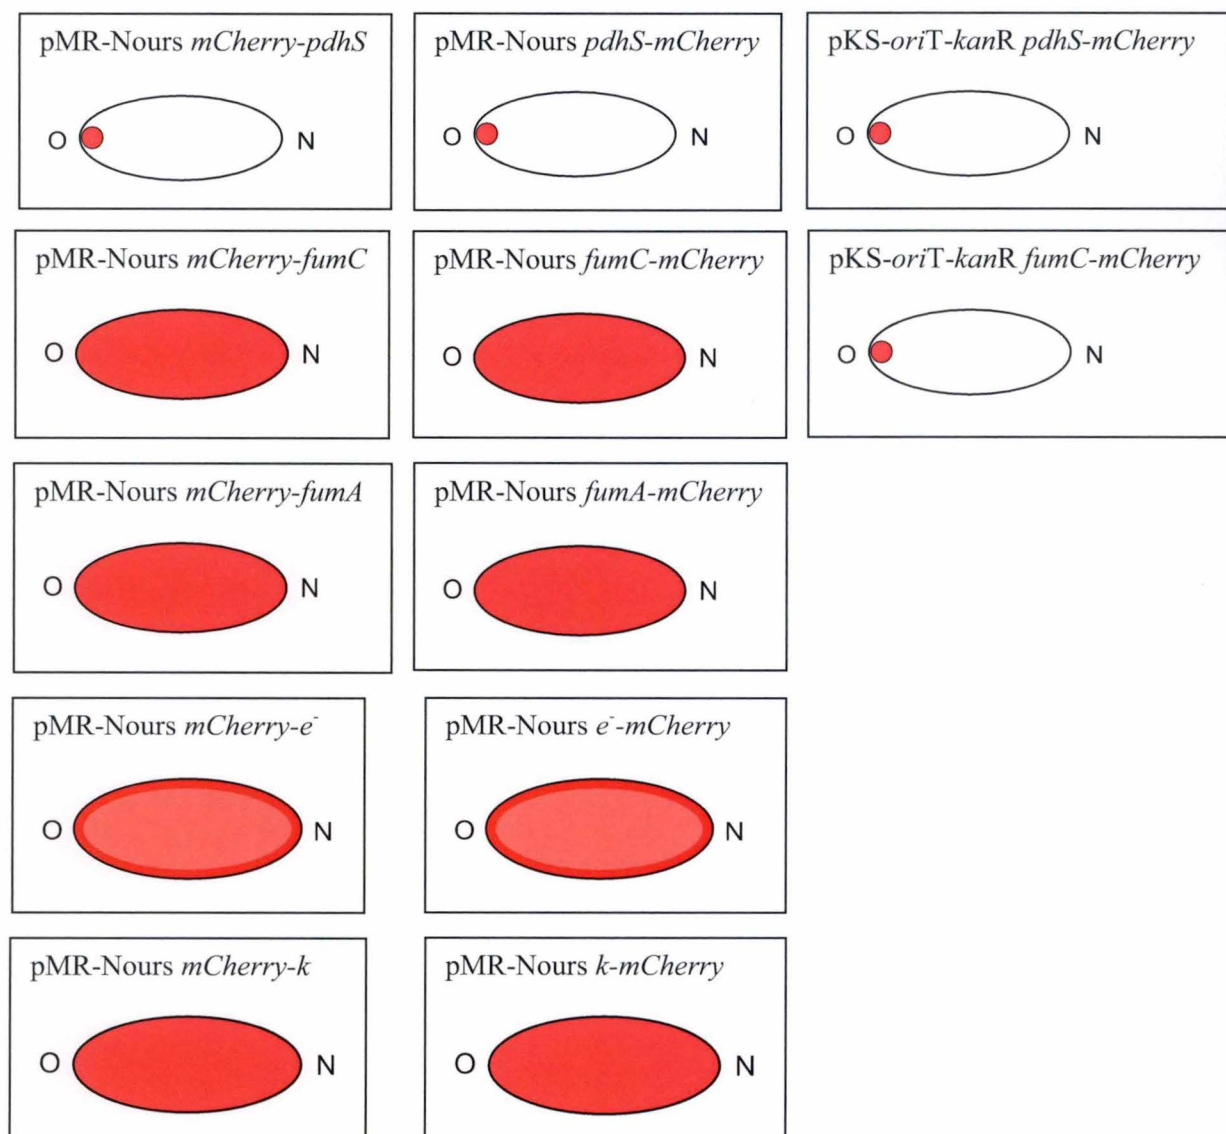 pMR-Nours mCherry-pdhS
O N
pMR-Nours pdhS-mCherry
O N
pKS-oriT-kanR pdhS-mCherry
O N
pMR-Nours mCherry-fumC
O N
pMR-Nours fumC-mCherry
O N
pKS-oriT-kanR fumC-mCherry
O N
pMR-Nours mCherry-fumA
O N
pMR-Nours fumA-mCherry
O N
pMR-Nours mCherry-e⁻
O N
pMR-Nours e⁻-mCherry
O N
pMR-Nours mCherry-k
O N
pMR-Nours k-mCherry
O N